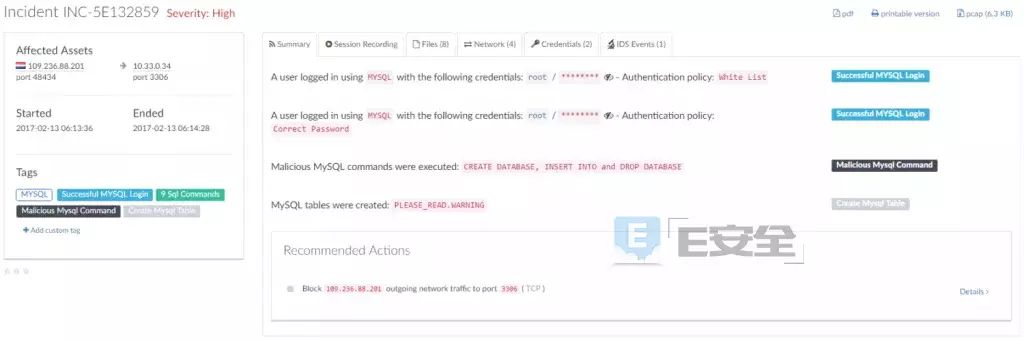 Incident INC-5E132859 Severity: High
pdf printable version pcap (6.3 KB)
Affected Assets
109.236.88.201 10.33.0.34
port 48434 port 3306
Started Ended
2017-02-13 06:13:36 2017-02-13 06:14:28
Tags
MYSQL Successful MYSQL Login 9 Sql Commands
Malicious Mysql Command Create Mysql Table
+ Add custom tag
Summary Session Recording Files (8) Network (4) Credentials (2) IDS Events (1)
A user logged in using MYSQL with the following credentials: root / ******** - Authentication policy: White List
Successful MYSQL Login
A user logged in using MYSQL with the following credentials: root / ******** - Authentication policy:
Correct Password
Successful MYSQL Login
Malicious MySQL commands were executed: CREATE DATABASE, INSERT INTO and DROP DATABASE
Malicious Mysql Command
MySQL tables were created: PLEASE_READ.WARNING
Create Mysql Table
E E安全
Recommended Actions
Block 109.236.88.201 outgoing network traffic to port 3306 (TCP)
Details ›